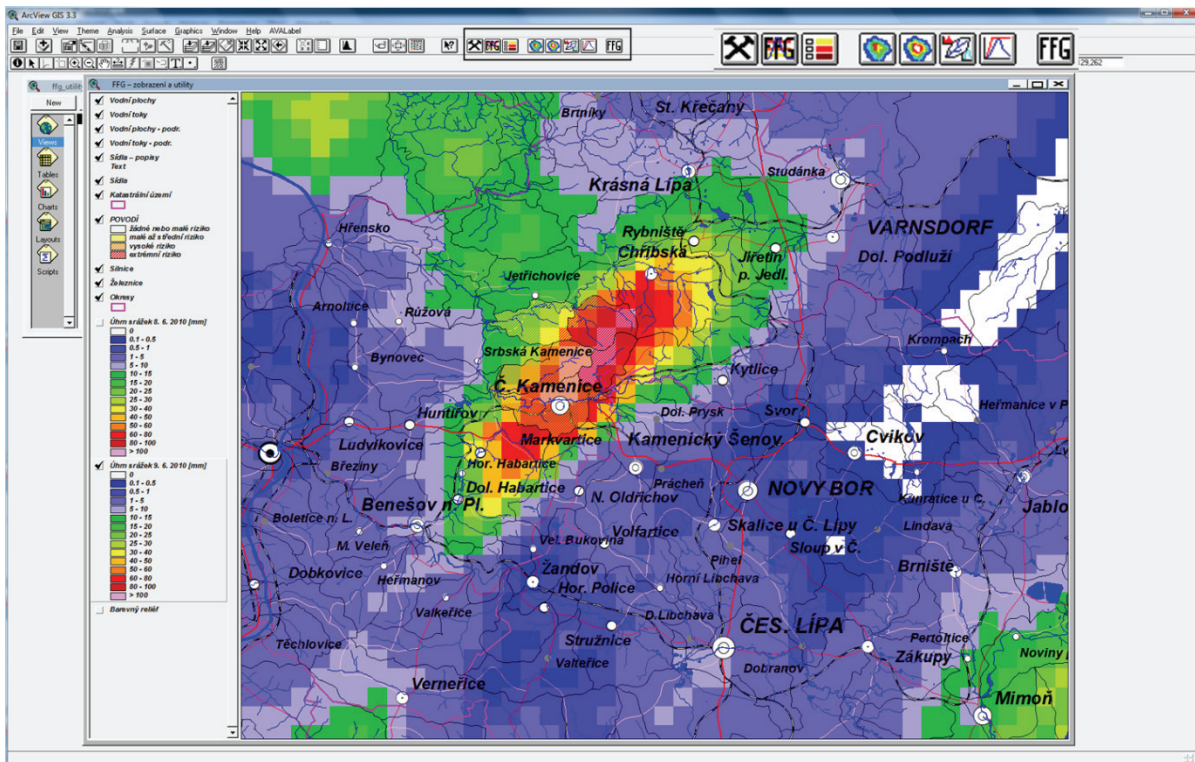 ArcView GIS 3.3
File Edit View Theme Analysis Surface Graphics Window Help AVALabel
FFG
FFG
FFG
FFG
29,262
ffg_utility
New
Views
Tables
Charts
Layouts
Scripts
FFG – zobrazení a utility
Vodní plochy
Vodní toky
Vodní plochy - podr.
Vodní toky - podr.
Sídla – popisy
Text
Sídla
Katastrální území
POVODÍ
žádné nebo malé riziko
malé až střední riziko
vysoké riziko
extrémní riziko
Silnice
Železnice
Okresy
Úhrn srážek 8. 6. 2010 [mm]
0
0.1 - 0.5
0.5 - 1
1 - 5
5 - 10
10 - 15
15 - 20
20 - 25
25 - 30
30 - 40
40 - 50
50 - 60
60 - 80
80 - 100
> 100
Úhrn srážek 9. 6. 2010 [mm]
0
0.1 - 0.5
0.5 - 1
1 - 5
5 - 10
10 - 15
15 - 20
20 - 25
25 - 30
30 - 40
40 - 50
50 - 60
60 - 80
80 - 100
> 100
Barevný reliéf
Brtníky
St. Křečany
Krásná Lípa
Studánka
Hřensko
Rybniště
Chřibská
VARNSDORF
Jiřetín
p. Jedl.
Dol. Podluží
Jetřichovice
Arnoltice
Růžová
Krompach
Bynovec
Srbská Kamenice
Kytlice
Č. Kamenice
Huntířov
Dol. Prysk
Svor
Heřmanice v P
Ludvíkovice
Markvartice
Kamenický Šenov
Cvikov
Březiny
Hor. Habartice
Prácheň
Dol. Habartice
N. Oldřichov
NOVÝ BOR
Kunratice u C.
Jablo
Benešov n. Pl.
Boletice n. L.
Volfartice
Skalice u Č. Lípy
Lindava
M. Veleň
Vel. Bukovina
Sloup v Č.
Pihel
Brniště
Dobkovice
Žandov
Heřmanov
Hor. Police
Horní Libchava
Valkeřice
D.Libchava
ČES. LÍPA
Těchlovice
Stružnice
Pertoltice
Noviny
Valteřice
Zákupy
Dobranov
Verneřice
Mimoň